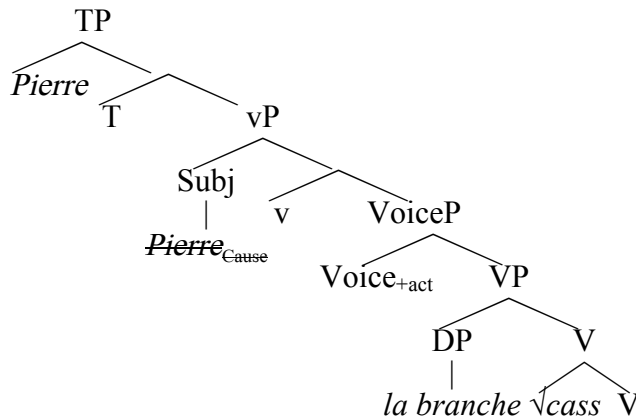 TP
Pierre
T vP
Subj
v VoiceP
Pierre Cause
Voice+act VP
DP V
la branche √cass V